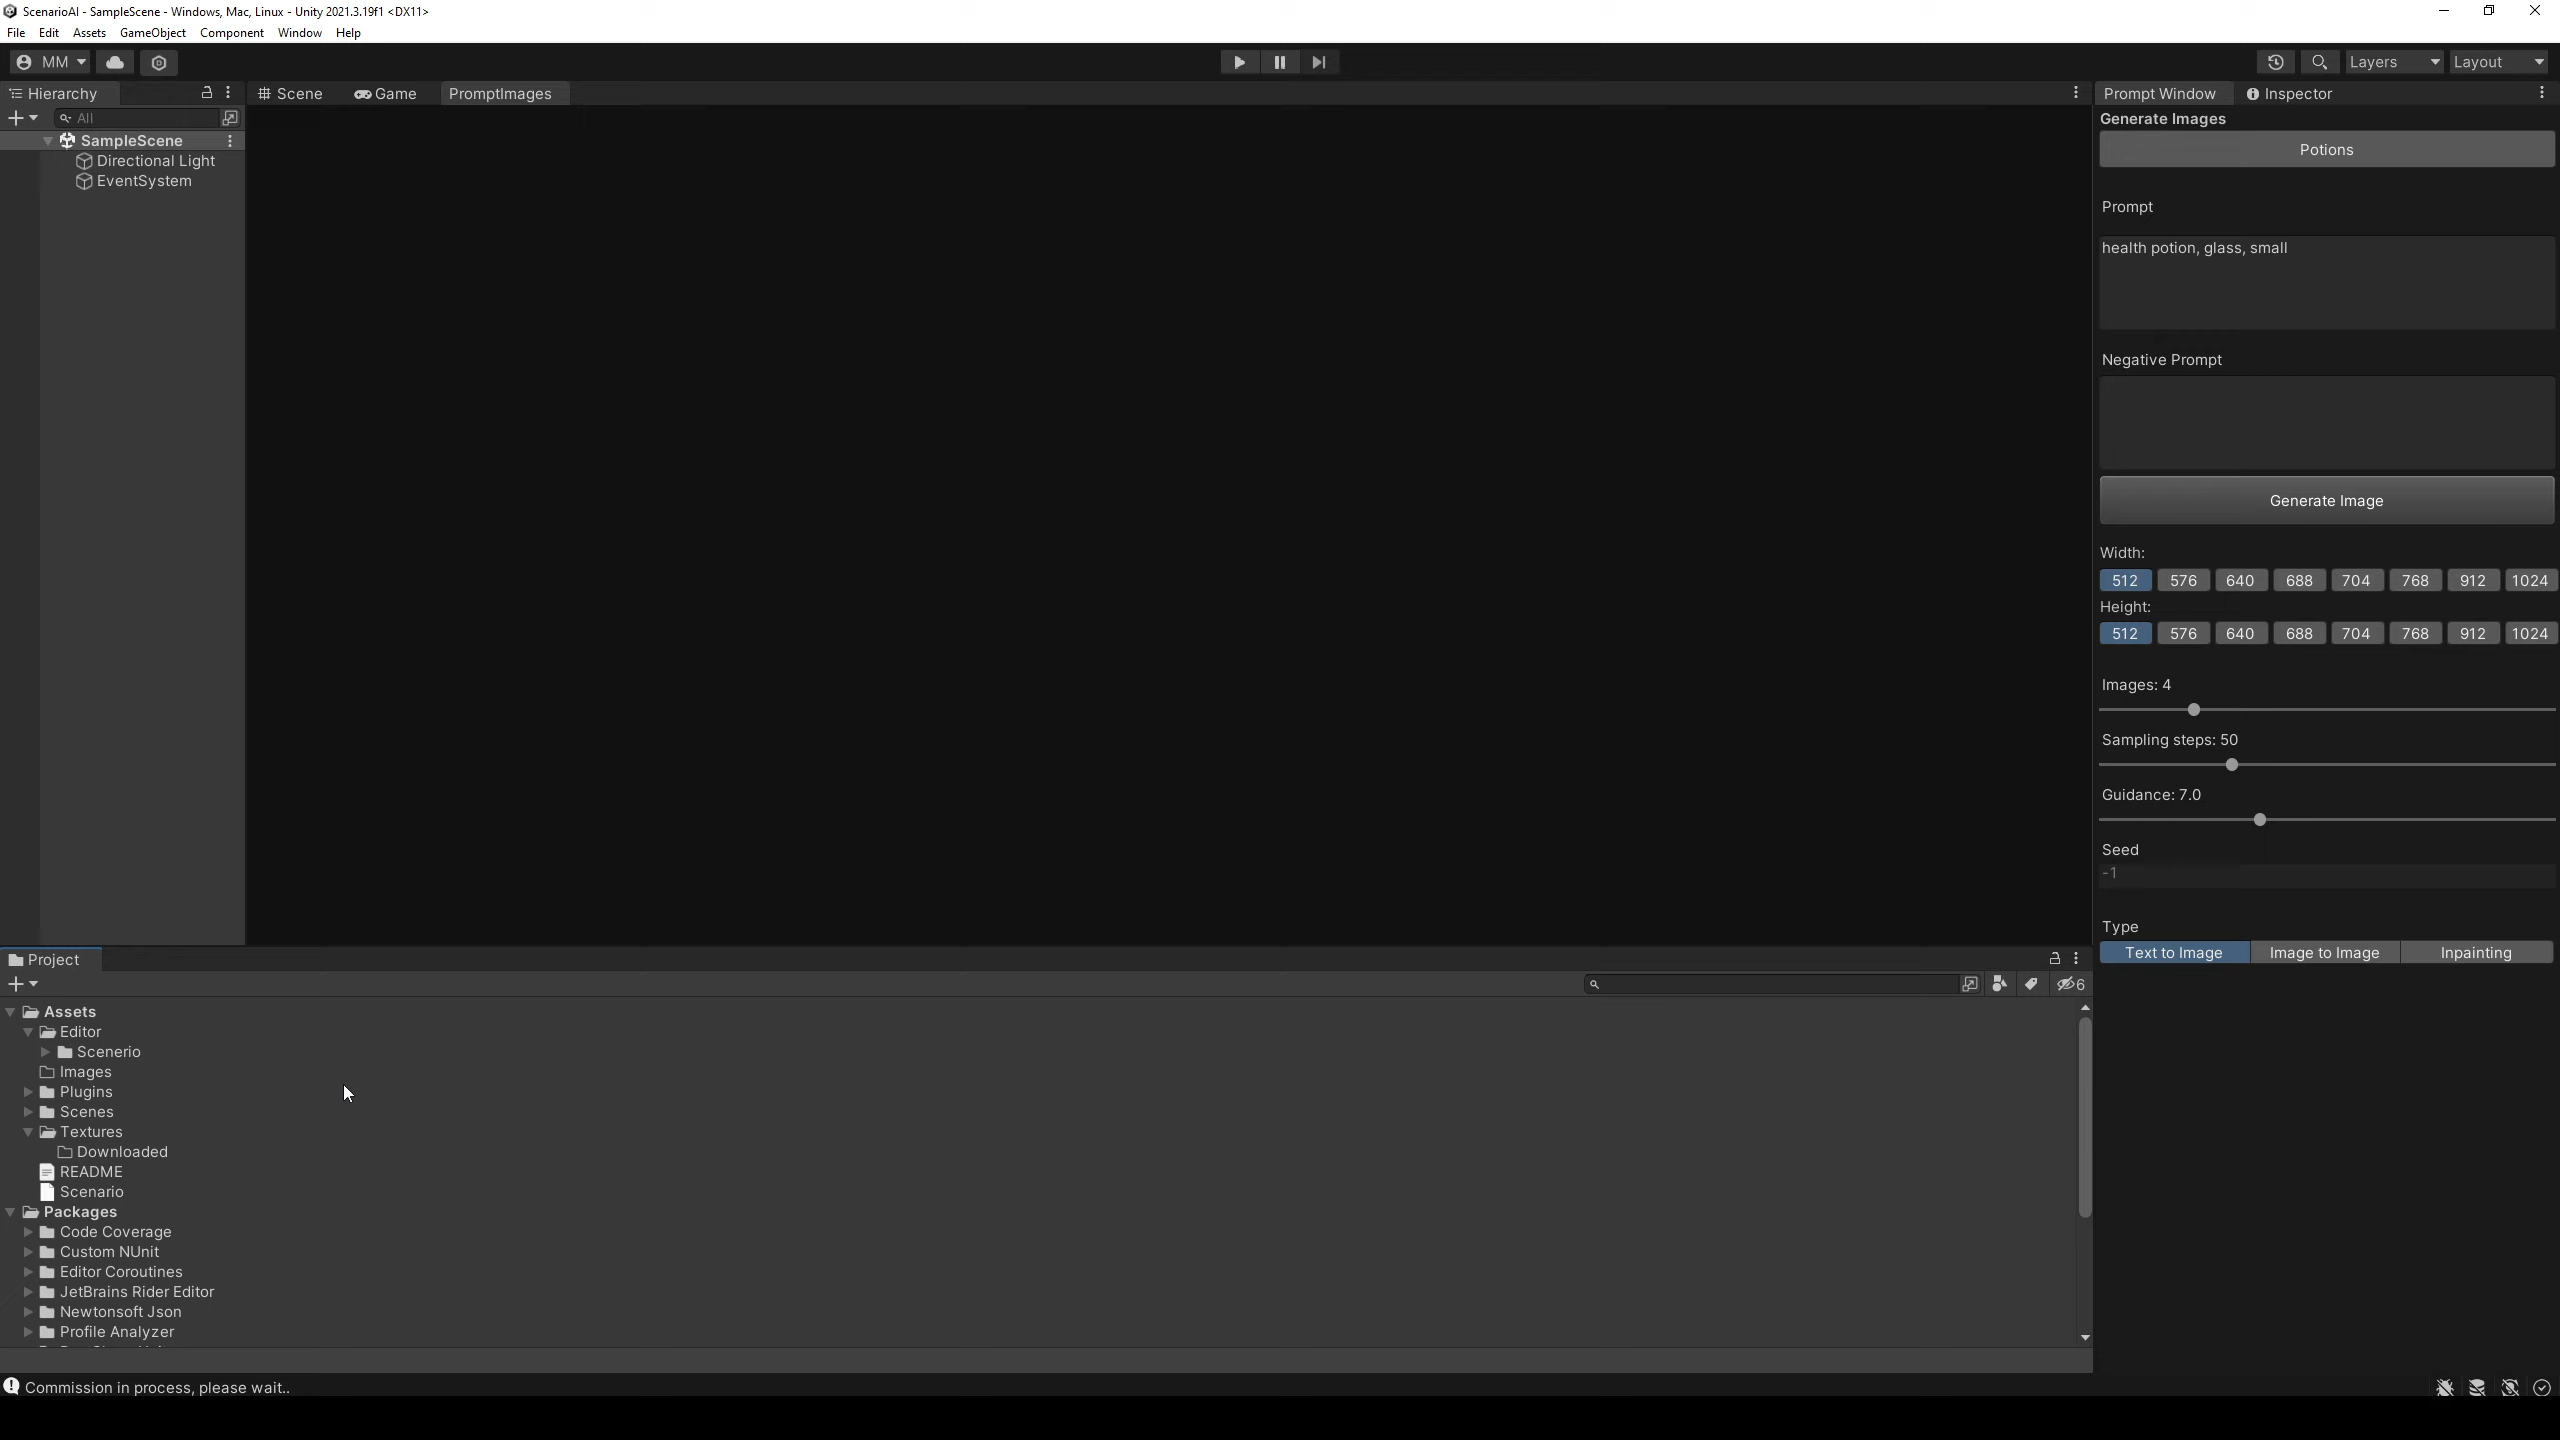 ScenarioAI - SampleScene - Windows, Mac, Linux - Unity 2021.3.19f1 <DX11>
File Edit Assets GameObject Component Window Help
MM Layers Layout
Hierarchy Scene Game PromptImages Prompt Window Inspector
All
Generate Images
SampleScene
Potions
Directional Light
EventSystem
Prompt
health potion, glass, small
Negative Prompt
Generate Image
Width:
512 576 640 688 704 768 912 1024
Height:
512 576 640 688 704 768 912 1024
Images: 4
Sampling steps: 50
Guidance: 7.0
Seed
-1
Type
Text to Image Image to Image Inpainting
Project
6
Assets
Editor
Scenerio
Images
Plugins
Scenes
Textures
Downloaded
README
Scenario
Packages
Code Coverage
Custom NUnit
Editor Coroutines
JetBrains Rider Editor
Newtonsoft Json
Profile Analyzer
Commission in process, please wait..